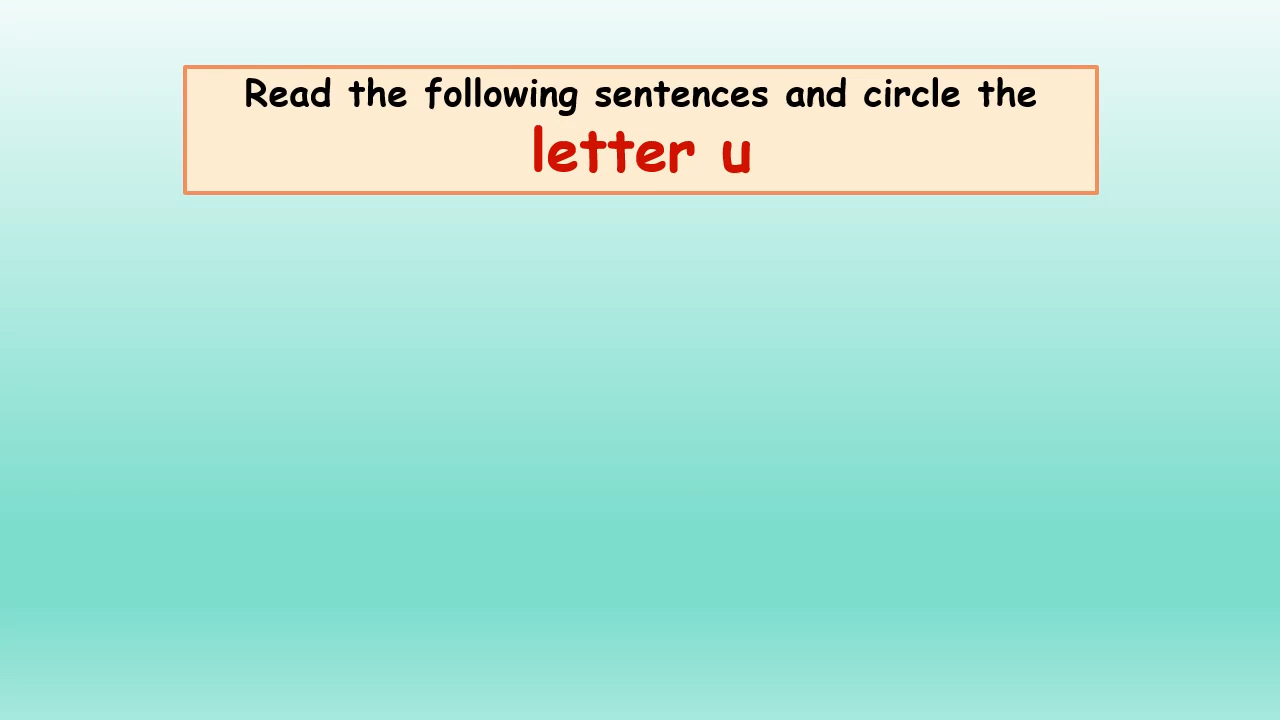 Read the following sentences and circle the
letter u